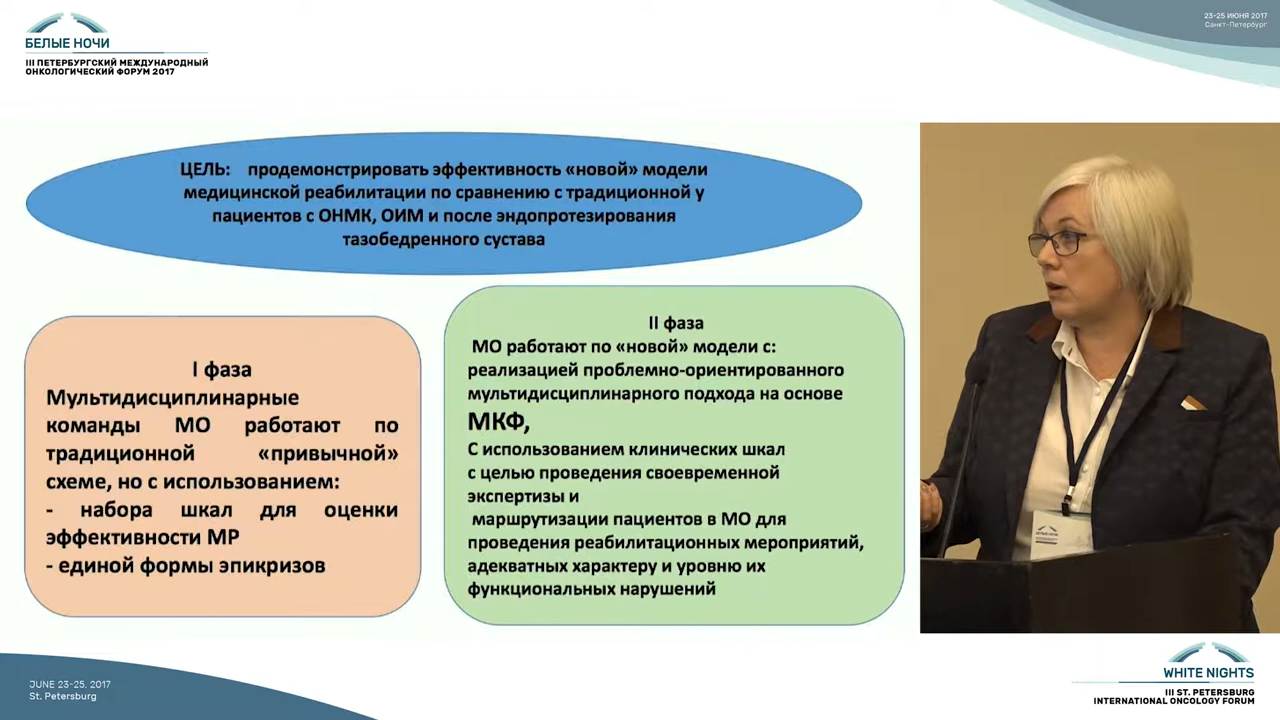 БЕЛЫЕ НОЧИ
III ПЕТЕРБУРГСКИЙ МЕЖДУНАРОДНЫЙ
ОНКОЛОГИЧЕСКИЙ ФОРУМ 2017
23-25 ИЮНЯ 2017
Санкт-Петербург
ЦЕЛЬ: продемонстрировать эффективность «новой» модели
медицинской реабилитации по сравнению с традиционной у
пациентов с ОНМК, ОИМ и после эндопротезирования
тазобедренного сустава
I фаза
Мультидисциплинарные
команды МО работают по
традиционной «привычной»
схеме, но с использованием:
- набора шкал для оценки
эффективности МР
- единой формы эпикризов
II фаза
МО работают по «новой» модели с:
реализацией проблемно-ориентированного
мультидисциплинарного подхода на основе
МКФ,
С использованием клинических шкал
с целью проведения своевременной
экспертизы и
маршрутизации пациентов в МО для
проведения реабилитационных мероприятий,
адекватных характеру и уровню их
функциональных нарушений
БЕЛЫЕ НОЧИ
JUNE 23-25. 2017
St. Petersburg
WHITE NIGHTS
III ST. PETERSBURG
INTERNATIONAL ONCOLOGY FORUM